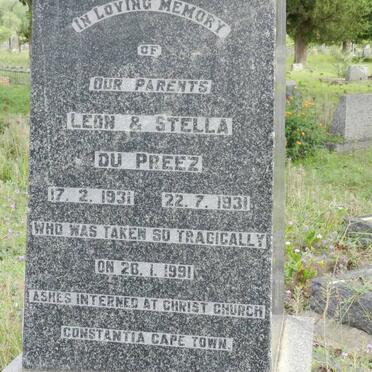 IN LOVING MEMORY
OF
OUR PARENTS
LEON & STELLA
DU PREEZ
17. 2. 1931 22. 7. 1931
WHO WAS TAKEN SO TRAGICALLY
ON 28. 1. 1991
ASHES INTERNED AT CHRIST CHURCH
CONSTANTIA CAPE TOWN.